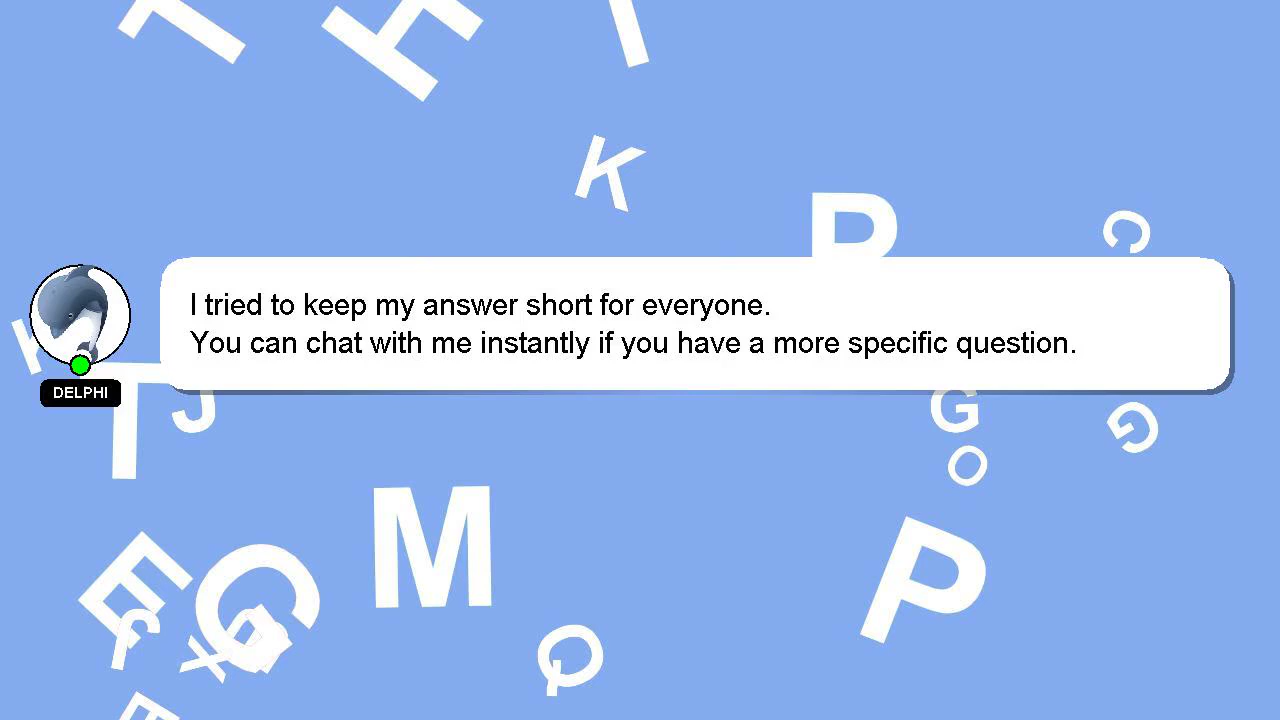 I tried to keep my answer short for everyone.
You can chat with me instantly if you have a more specific question.
DELPHI